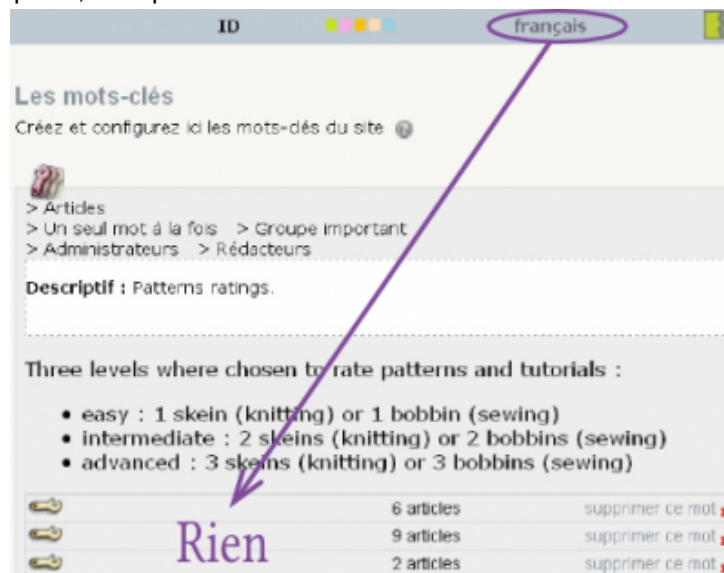 ID français
Les mots-clés
Créez et configurez ici les mots-clés du site
> Articles
> Un seul mot à la fois > Groupe important
> Administrateurs > Rédacteurs
Descriptif : Patterns ratings.
Three levels where chosen to rate patterns and tutorials :
• easy : 1 skein (knitting) or 1 bobbin (sewing)
• intermediate : 2 skeins (knitting) or 2 bobbins (sewing)
• advanced : 3 skeins (knitting) or 3 bobbins (sewing)
6 articles supprimer ce mot
Rien 9 articles supprimer ce mot
2 articles supprimer ce mot